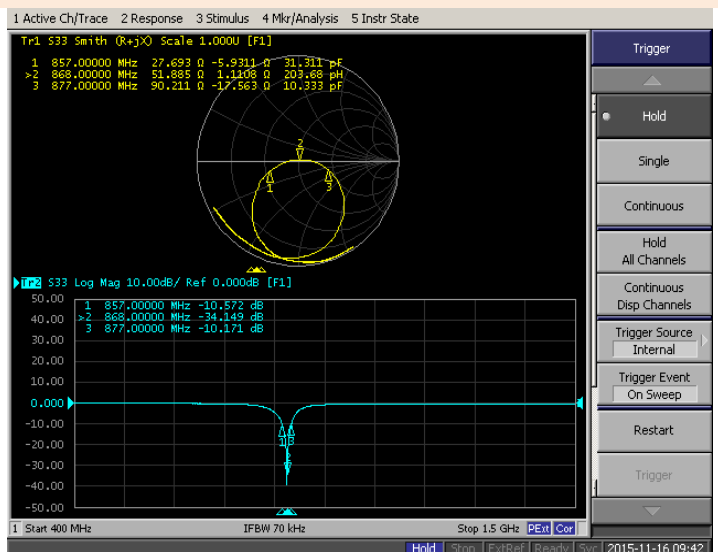 1 Active Ch/Trace 2 Response 3 Stimulus 4 Mkr/Analysis 5 Instr State
Tr1 S33 Smith (R+jX) Scale 1.000U [F1]
1 857.00000 MHz 27.693 Ω -5.9311 Ω 31.311 pF
>2 868.00000 MHz 51.885 Ω 1.1108 Ω 203.68 pH
3 877.00000 MHz 90.211 Ω -17.563 Ω 10.333 pF
2
1
3
Tr2 S33 Log Mag 10.00dB/ Ref 0.000dB [F1]
50.00
1 857.00000 MHz -10.572 dB
40.00
>2 868.00000 MHz -34.149 dB
3 877.00000 MHz -10.171 dB
30.00
20.00
10.00
0.000
-10.00
-20.00
1 3
2
-30.00
-40.00
-50.00
1 Start 400 MHz IFBW 70 kHz Stop 1.5 GHz PExt Cor
Trigger
Hold
Single
Continuous
Hold
All Channels
Continuous
Disp Channels
Trigger Source
Internal
Trigger Event
On Sweep
Restart
Trigger
Hold Stop ExtRef Ready Svc 2015-11-16 09:42